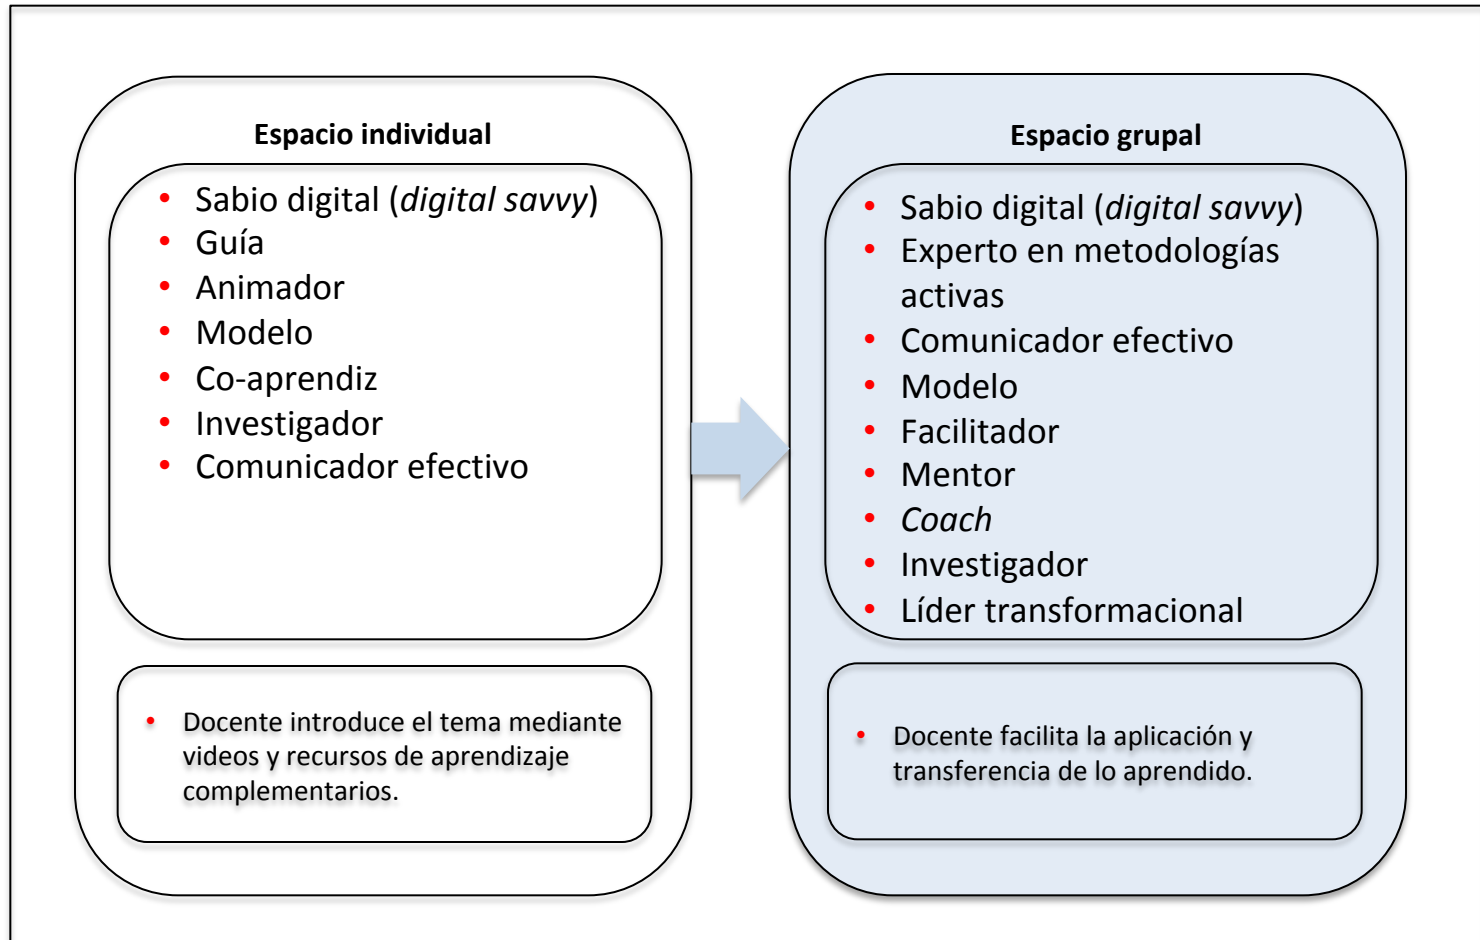 Espacio individual
• Sabio digital (digital savvy)
• Guía
• Animador
• Modelo
• Co-aprendiz
• Investigador
• Comunicador efectivo
• Docente introduce el tema mediante
videos y recursos de aprendizaje
complementarios.
Espacio grupal
• Sabio digital (digital savvy)
• Experto en metodologías
activas
• Comunicador efectivo
• Modelo
• Facilitador
• Mentor
• Coach
• Investigador
• Líder transformacional
• Docente facilita la aplicación y
transferencia de lo aprendido.